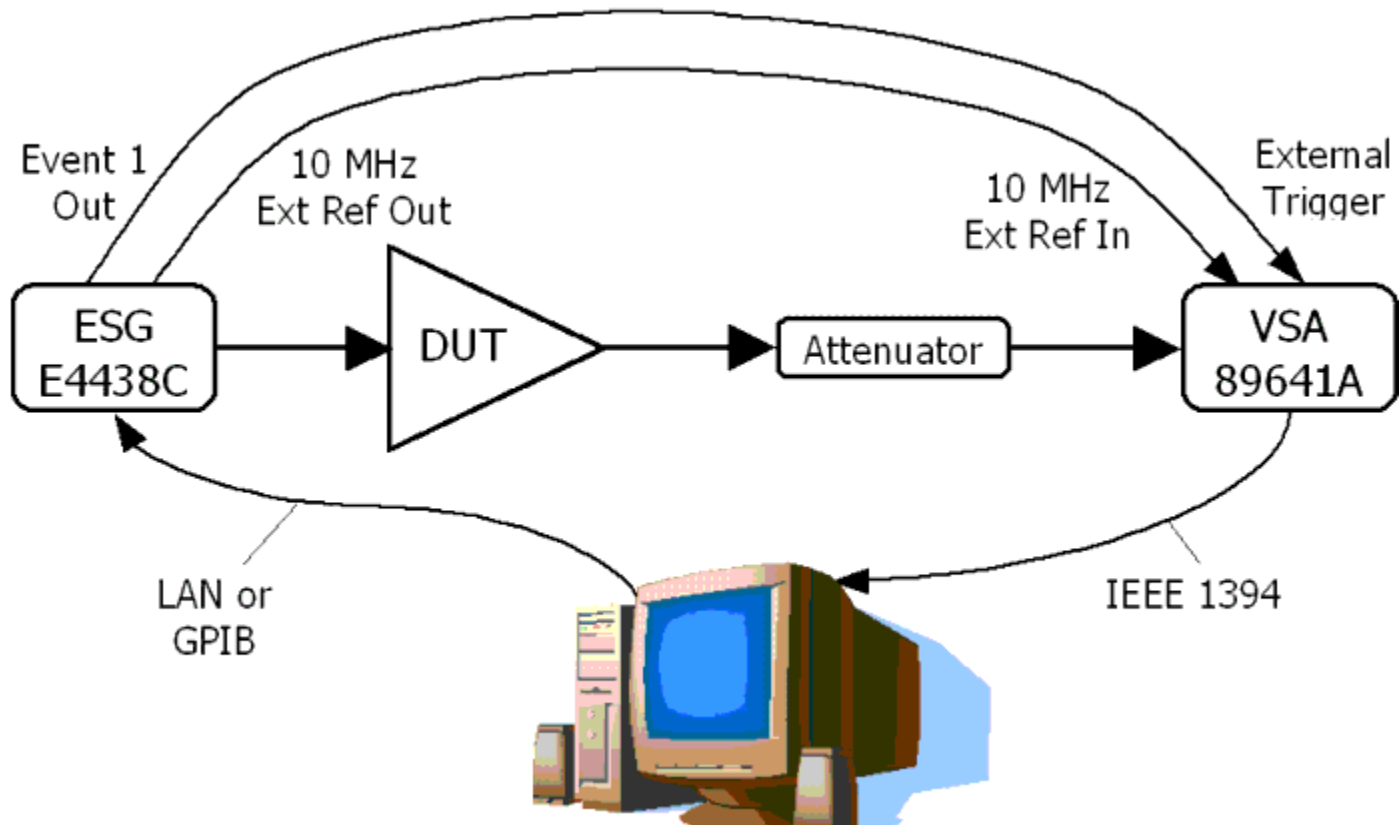 Event 1
Out
10 MHz
Ext Ref Out
10 MHz
Ext Ref In
External
Trigger
ESG
E4438C
DUT
Attenuator
VSA
89641A
LAN or
GPIB
IEEE 1394